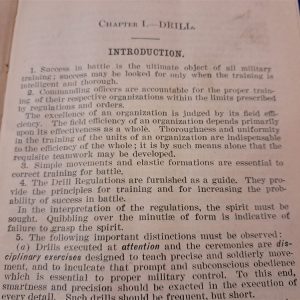 CHAPTER I.—DRILL.
INTRODUCTION.
1. Success in battle is the ultimate object of all military
training; success may be looked for only when the training is
intelligent and thorough.
2. Commanding officers are accountable for the proper train-
ing of their respective organizations within the limits prescribed
by regulations and orders.
The excellence of an organization is judged by its field effi-
ciency. The field efficiency of an organization depends primarily
upon its effectiveness as a whole. Thoroughness and uniformity
in the training of the units of an organization are indispensable
to the efficiency of the whole; it is by such means alone that the
requisite teamwork may be developed.
3. Simple movements and elastic formations are essential to
correct training for battle.
4. The Drill Regulations are furnished as a guide. They pro-
vide the principles for training and for increasing the prob-
ability of success in battle.
In the interpretation of the regulations, the spirit must be
sought. Quibbling over the minutiæ of form is indicative of
failure to grasp the spirit.
5. The following important distinctions must be observed:
(a) Drills executed at attention and the ceremonies are dis-
ciplinary exercises designed to teach precise and soldierly move-
ment, and to inculcate that prompt and subconscious obedience
which is essential to proper military control. To this end,
smartness and precision should be exacted in the execution of
every detail. Such drills should be frequent, but short.